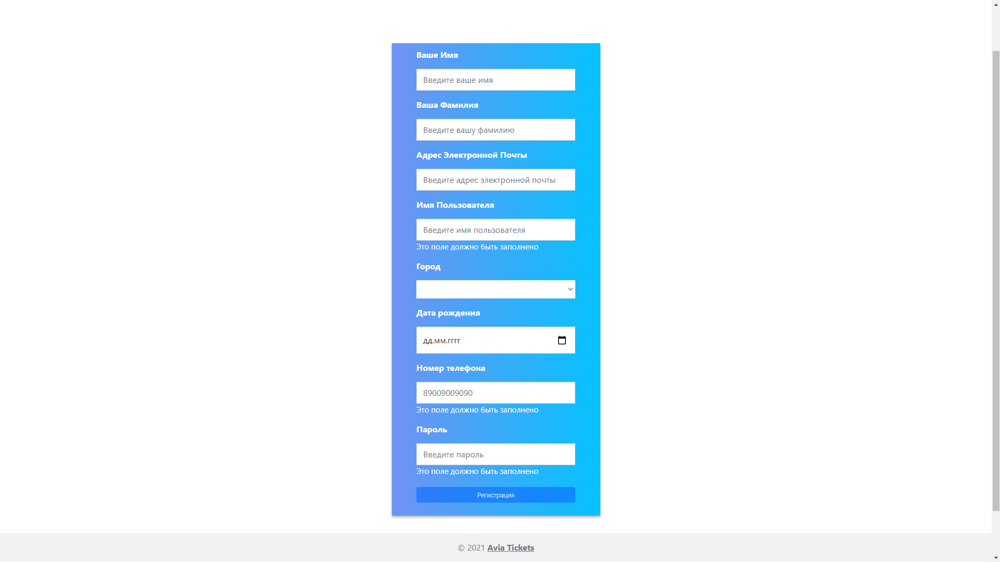 Ваше Имя
Введите ваше имя
Ваша Фамилия
Введите вашу фамилию
Адрес Электронной Почты
Введите адрес электронной почты
Имя Пользователя
Введите имя пользователя
Это поле должно быть заполнено
Город
Дата рождения
дд.мм.гггг
Номер телефона
89009009090
Это поле должно быть заполнено
Пароль
Введите пароль
Это поле должно быть заполнено
Регистрация
© 2021 Avia Tickets